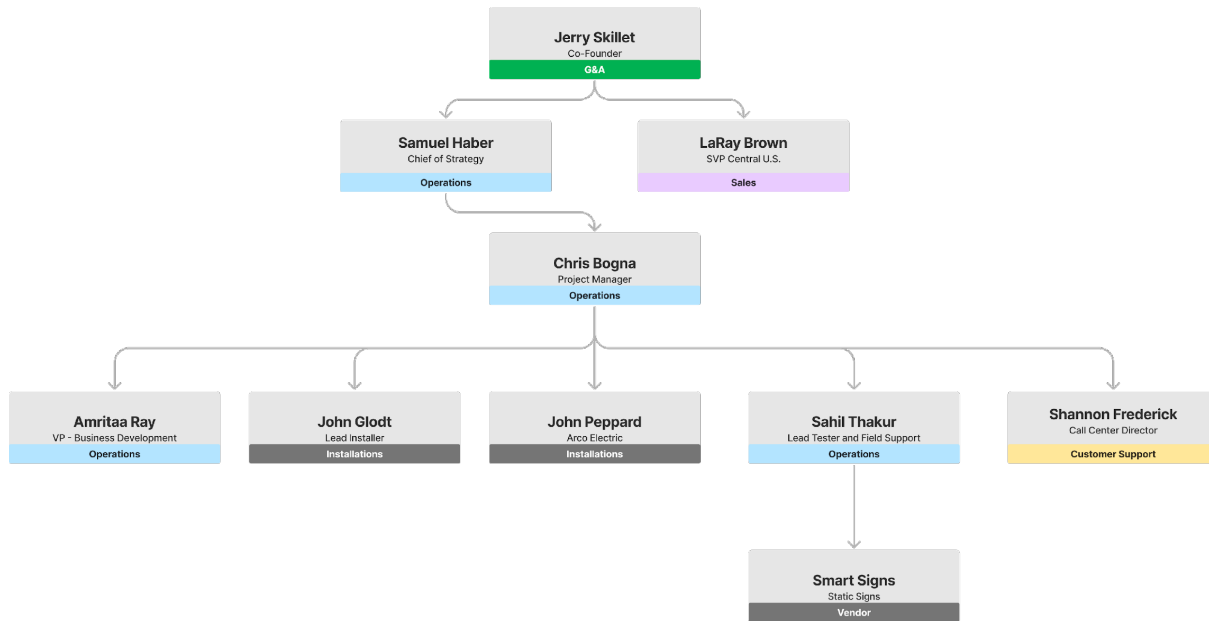 Jerry Skillet
Co-Founder
G&A
Samuel Haber
Chief of Strategy
Operations
LaRay Brown
SVP Central U.S.
Sales
Chris Bogna
Project Manager
Operations
Amritaa Ray
VP - Business Development
Operations
John Glodt
Lead Installer
Installations
John Peppard
Arco Electric
Installations
Sahil Thakur
Lead Tester and Field Support
Operations
Shannon Frederick
Call Center Director
Customer Support
Smart Signs
Static Signs
Vendor